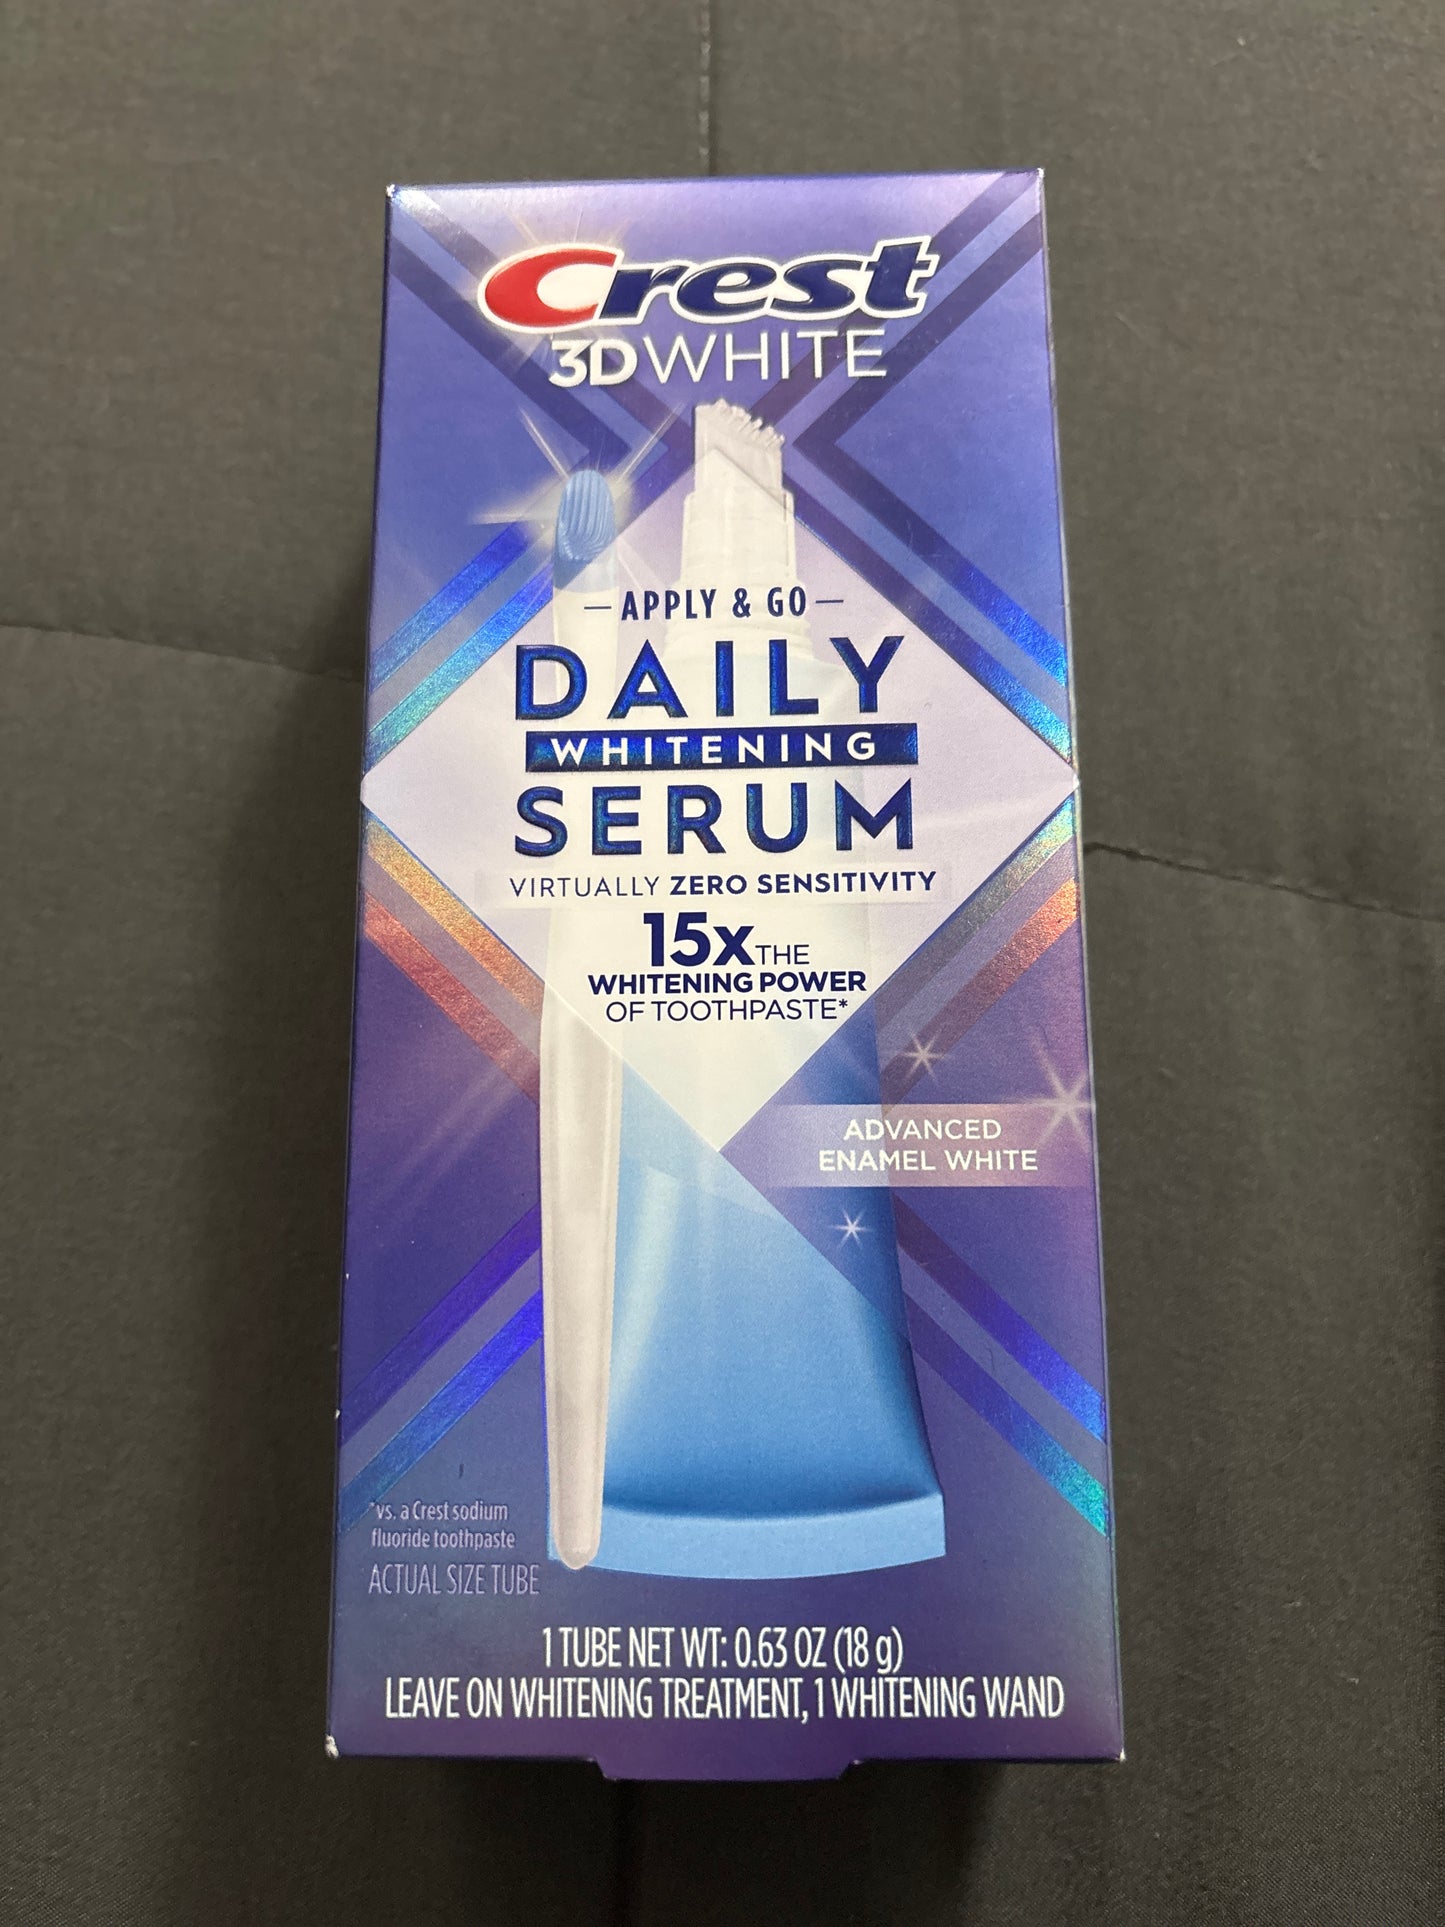 Crest
3DWHITE
APPLY & GO
DAILY
WHITENING
SERUM
VIRTUALLY ZERO SENSITIVITY
15x THE
WHITENING POWER
OF TOOTHPASTE*
ADVANCED
ENAMEL WHITE
*vs. a Crest sodium
fluoride toothpaste
ACTUAL SIZE TUBE
1 TUBE NET WT: 0.63 OZ (18 g)
LEAVE ON WHITENING TREATMENT, 1 WHITENING WAND